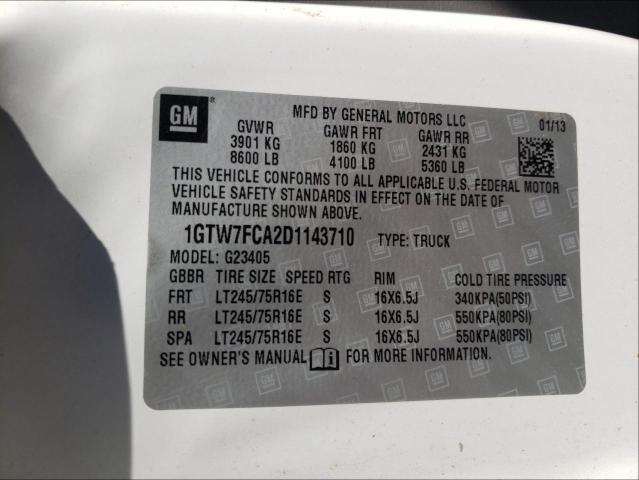 GM ®
MFD BY GENERAL MOTORS LLC
01/13
GVWR GAWR FRT GAWR RR
3901 KG 1860 KG 2431 KG
8600 LB 4100 LB 5360 LB
THIS VEHICLE CONFORMS TO ALL APPLICABLE U.S. FEDERAL MOTOR
VEHICLE SAFETY STANDARDS IN EFFECT ON THE DATE OF
MANUFACTURE SHOWN ABOVE.
1GTW7FCA2D1143710 TYPE: TRUCK
MODEL: G23405
GBBR TIRE SIZE SPEED RTG RIM COLD TIRE PRESSURE
FRT LT245/75R16E S 16X6.5J 340KPA(50PSI)
RR LT245/75R16E S 16X6.5J 550KPA(80PSI)
SPA LT245/75R16E S 16X6.5J 550KPA(80PSI)
SEE OWNER'S MANUAL FOR MORE INFORMATION.